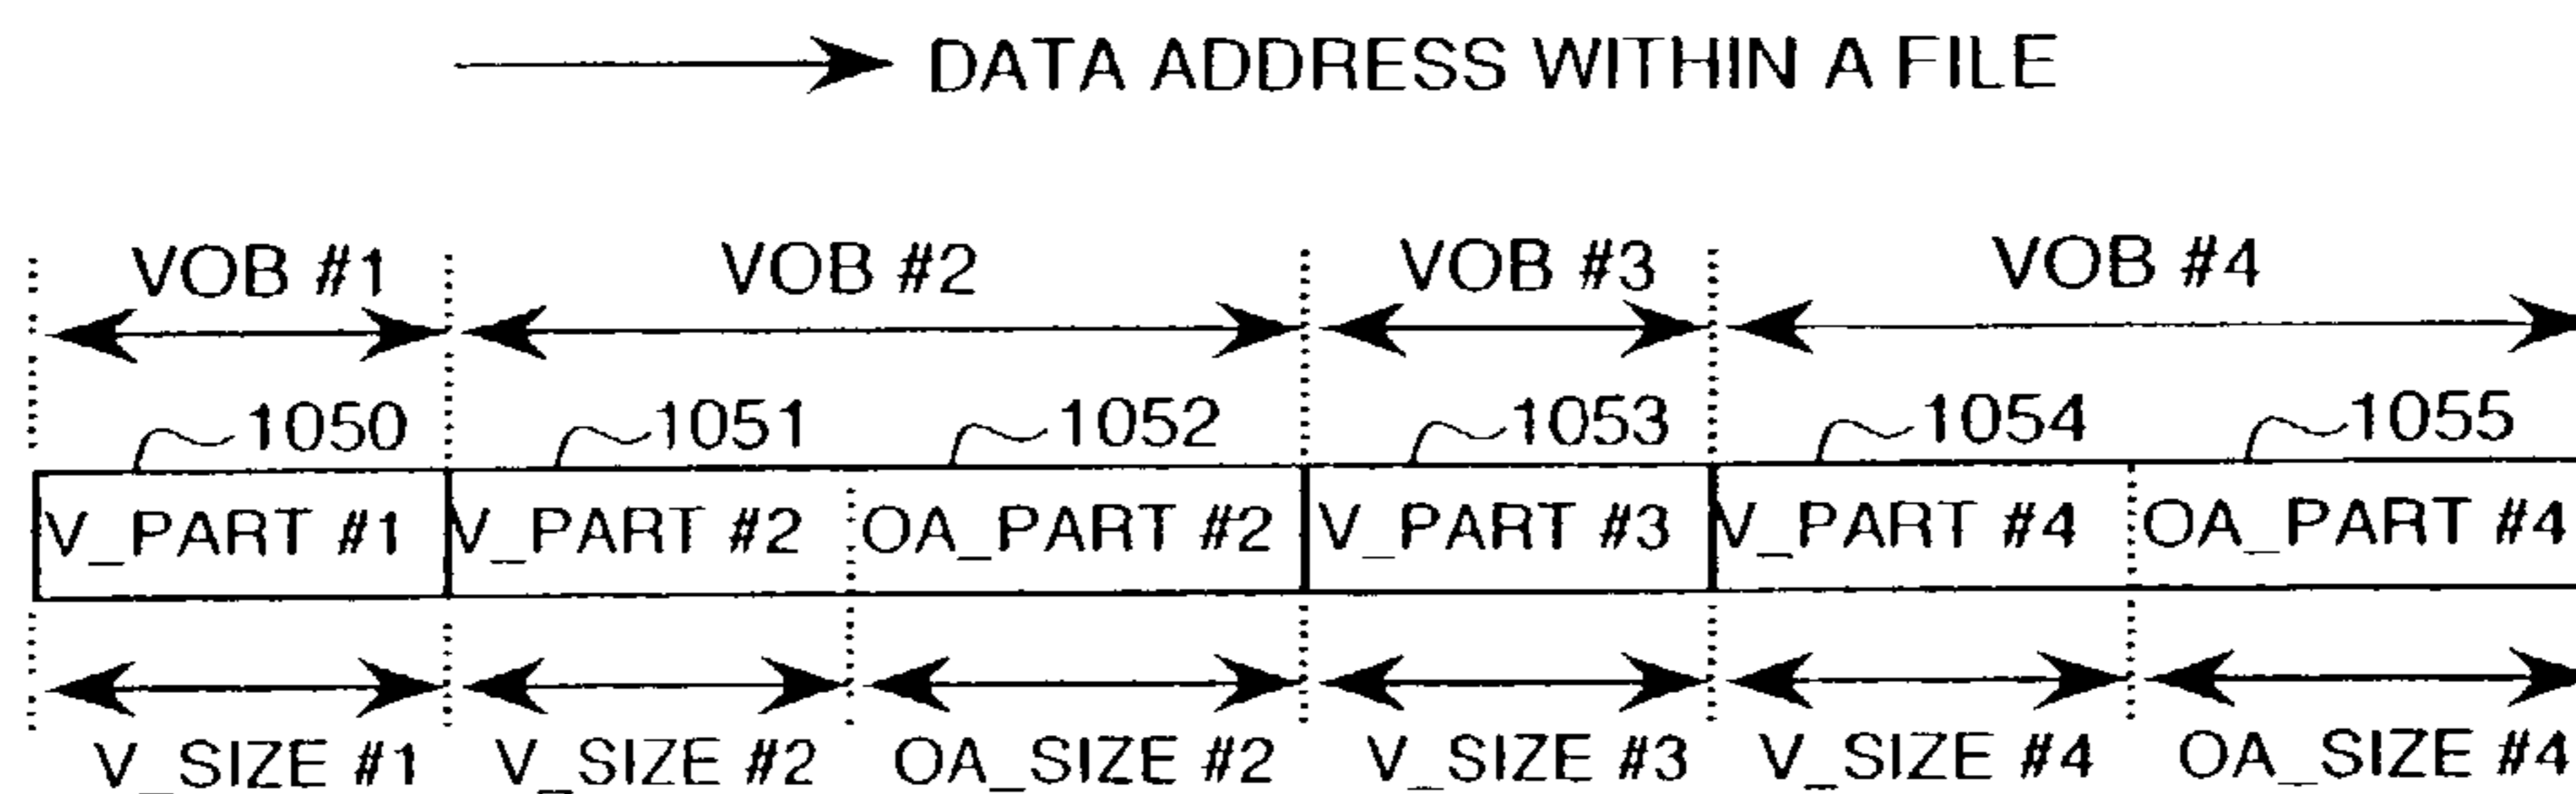 DATA ADDRESS WITHIN A FILE
VOB #1 VOB #2 VOB #3 VOB #4
1050 1051 1052 1053 1054 1055
V_PART #1 V_PART #2 OA_PART #2 V_PART #3 V_PART #4 OA_PART #4
V_SIZE #1 V_SIZE #2 OA_SIZE #2 V_SIZE #3 V_SIZE #4 OA_SIZE #4